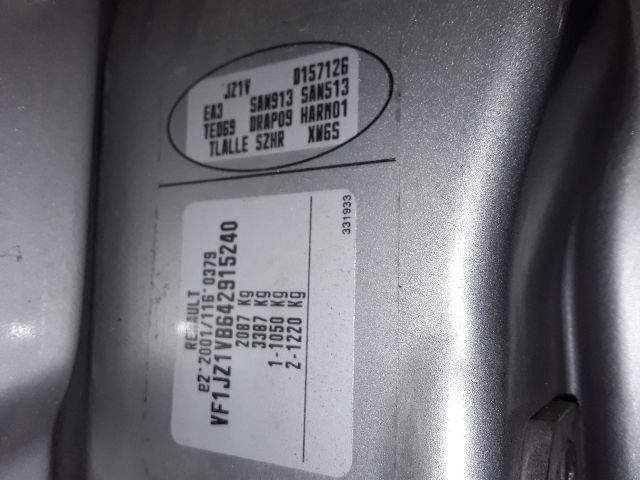 JZ1V D157126
EA3 SAN913 SAN513
TED69 DRAP09 HARM01
TLALLE SZHR XW6S
RENAULT
e2*2001/116*0379
VF1JZ1VB642915240
2087 Kg
3387 Kg
1-1050 Kg
2-1220 Kg
331933